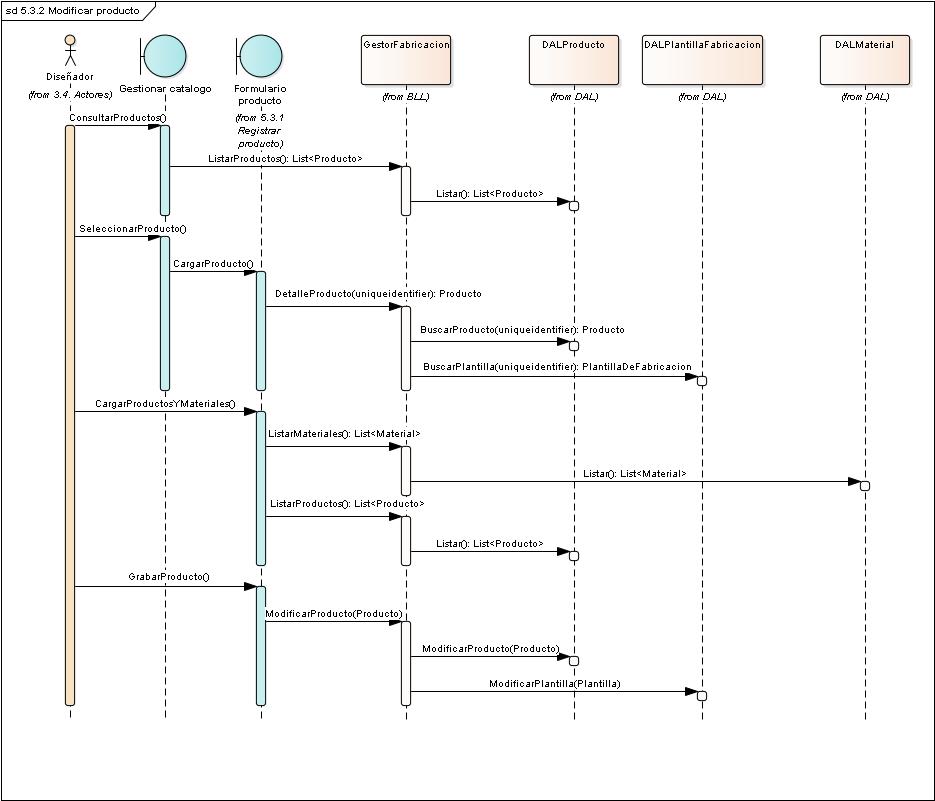 sd 5.3.2 Modificar producto
Diseñador
(from 3.4. Actores)
Gestionar catalogo
Formulario
producto
(from 5.3.1
Registrar
producto)
GestorFabricacion
(from BLL)
DALProducto
(from DAL)
DALPlantillaFabricacion
(from DAL)
DALMaterial
(from DAL)
ConsultarProductos()
ListarProductos(): List<Producto>
Listar(): List<Producto>
SeleccionarProducto()
CargarProducto()
DetalleProducto(uniqueidentifier): Producto
BuscarProducto(uniqueidentifier): Producto
BuscarPlantilla(uniqueidentifier): PlantillaDeFabricacion
CargarProductosYMateriales()
ListarMateriales(): List<Material>
Listar(): List<Material>
ListarProductos(): List<Producto>
Listar(): List<Producto>
GrabarProducto()
ModificarProducto(Producto)
ModificarProducto(Producto)
ModificarPlantilla(Plantilla)